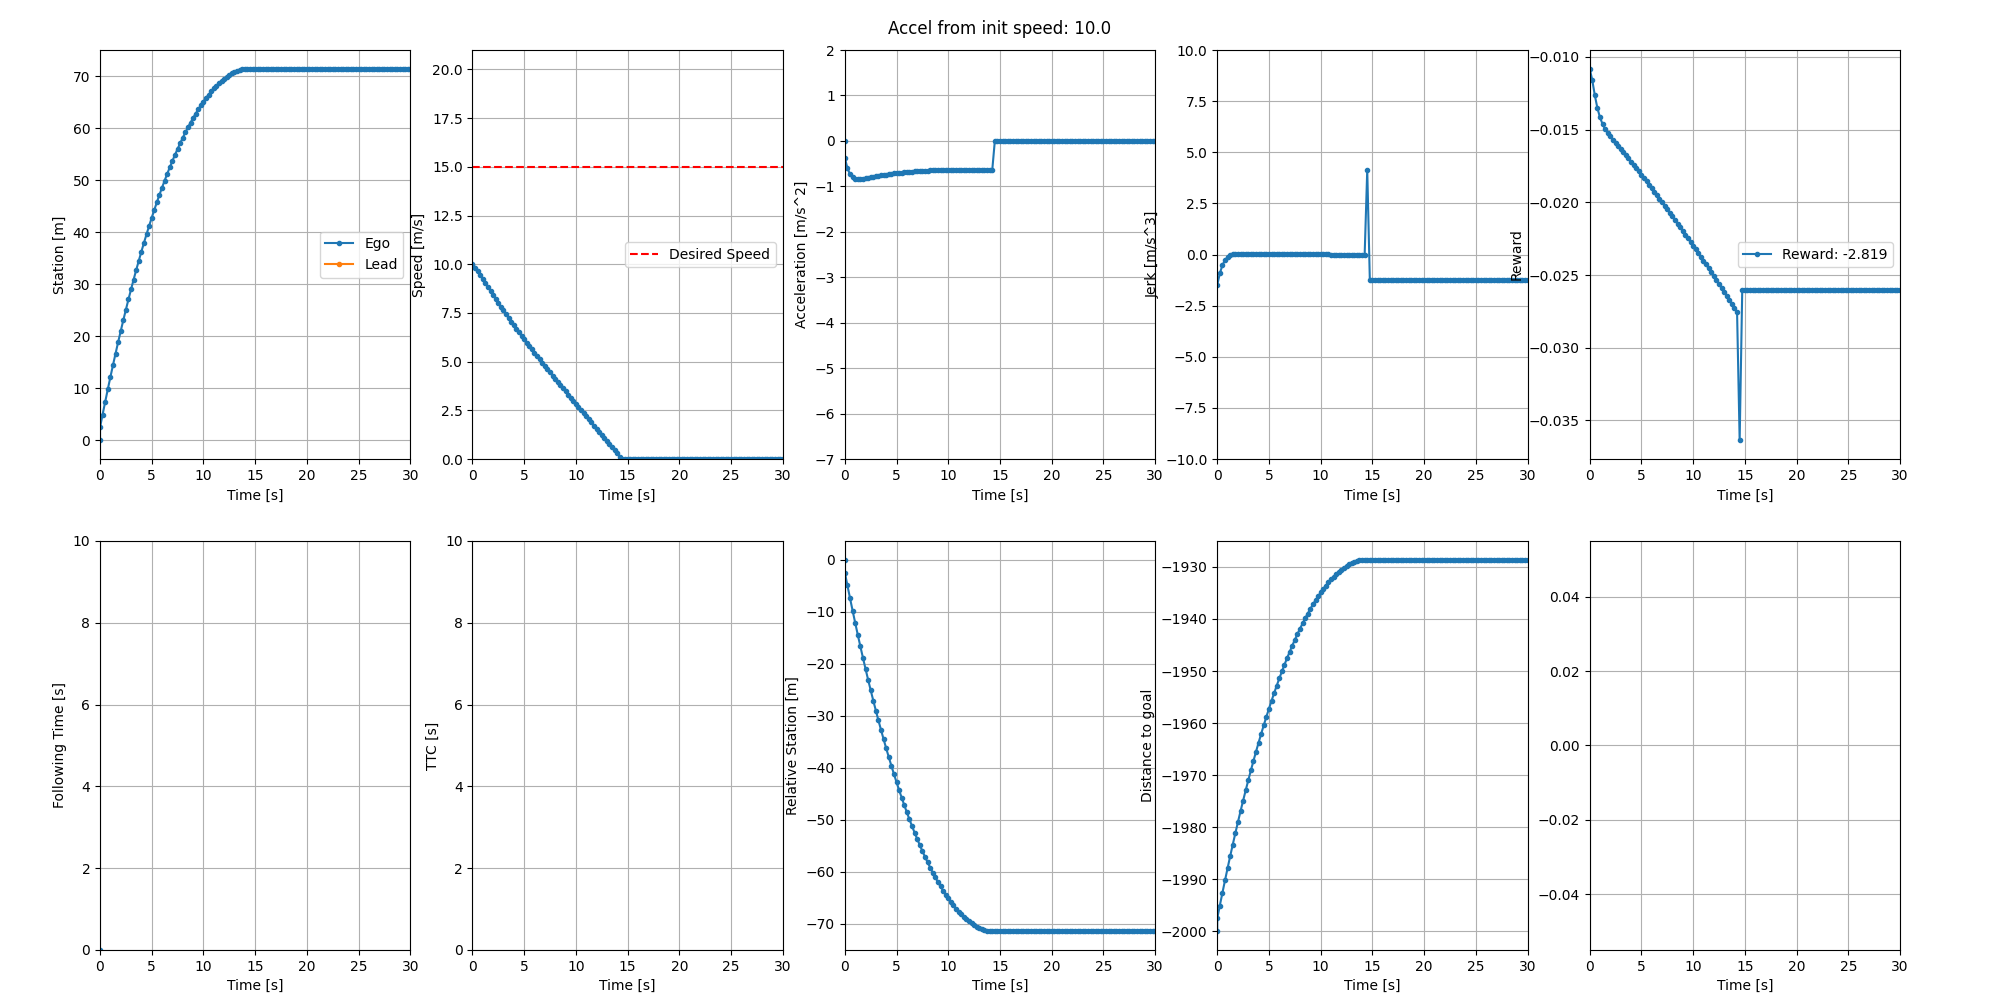 Accel from init speed: 10.0
Station [m]
70
60
50
40
30
20
10
0
Ego
Lead
0 5 10 15 20 25 30
Time [s]
Speed [m/s]
20.0
17.5
15.0
12.5
10.0
7.5
5.0
2.5
0.0
Desired Speed
0 5 10 15 20 25 30
Time [s]
Acceleration [m/s^2]
2
1
0
−1
−2
−3
−4
−5
−6
−7
0 5 10 15 20 25 30
Time [s]
Jerk [m/s^3]
10.0
7.5
5.0
2.5
0.0
−2.5
−5.0
−7.5
−10.0
0 5 10 15 20 25 30
Time [s]
Reward
−0.010
−0.015
−0.020
−0.025
−0.030
−0.035
Reward: -2.819
0 5 10 15 20 25 30
Time [s]
Following Time [s]
10
8
6
4
2
0
0 5 10 15 20 25 30
Time [s]
TTC [s]
10
8
6
4
2
0
0 5 10 15 20 25 30
Time [s]
Relative Station [m]
0
−10
−20
−30
−40
−50
−60
−70
0 5 10 15 20 25 30
Time [s]
Distance to goal
−1930
−1940
−1950
−1960
−1970
−1980
−1990
−2000
0 5 10 15 20 25 30
Time [s]
0.04
0.02
0.00
−0.02
−0.04
0 5 10 15 20 25 30
Time [s]